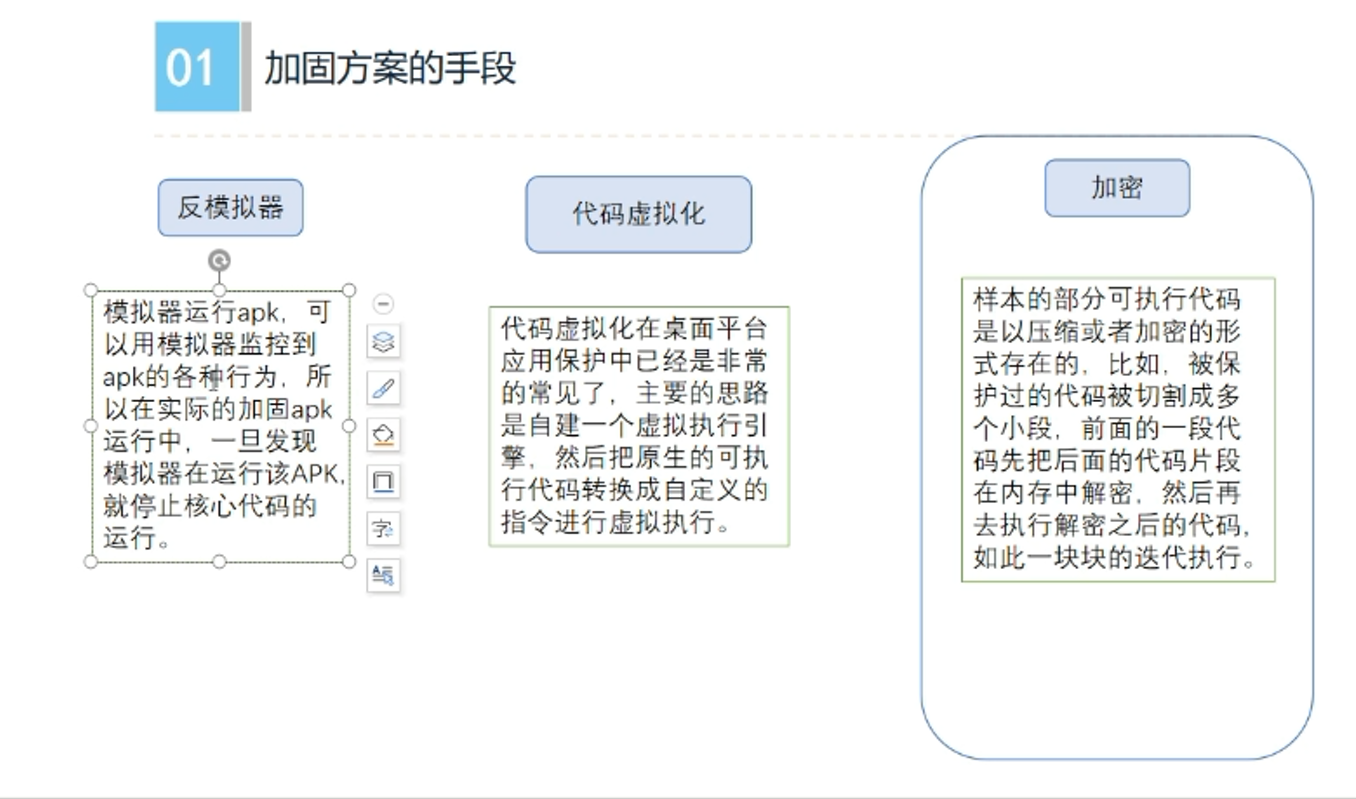 01
加固方案的手段
反模拟器
模拟器运行apk，可
以用模拟器监控到
apk的各种行为，所
以在实际的加固apk
运行中，一旦发现
模拟器在运行该APK,
就停止核心代码的
运行。
字
A
代码虚拟化
代码虚拟化在桌面平台
应用保护中已经是非常
的常见了，主要的思路
是自建一个虚拟执行引
擎，然后把原生的可执
行代码转换成自定义的
指令进行虚拟执行。
加密
样本的部分可执行代码
是以压缩或者加密的形
式存在的，比如，被保
护过的代码被切割成多
个小段，前面的一段代
码先把后面的代码片段
在内存中解密，然后再
去执行解密之后的代码，
如此一块块的迭代执行。